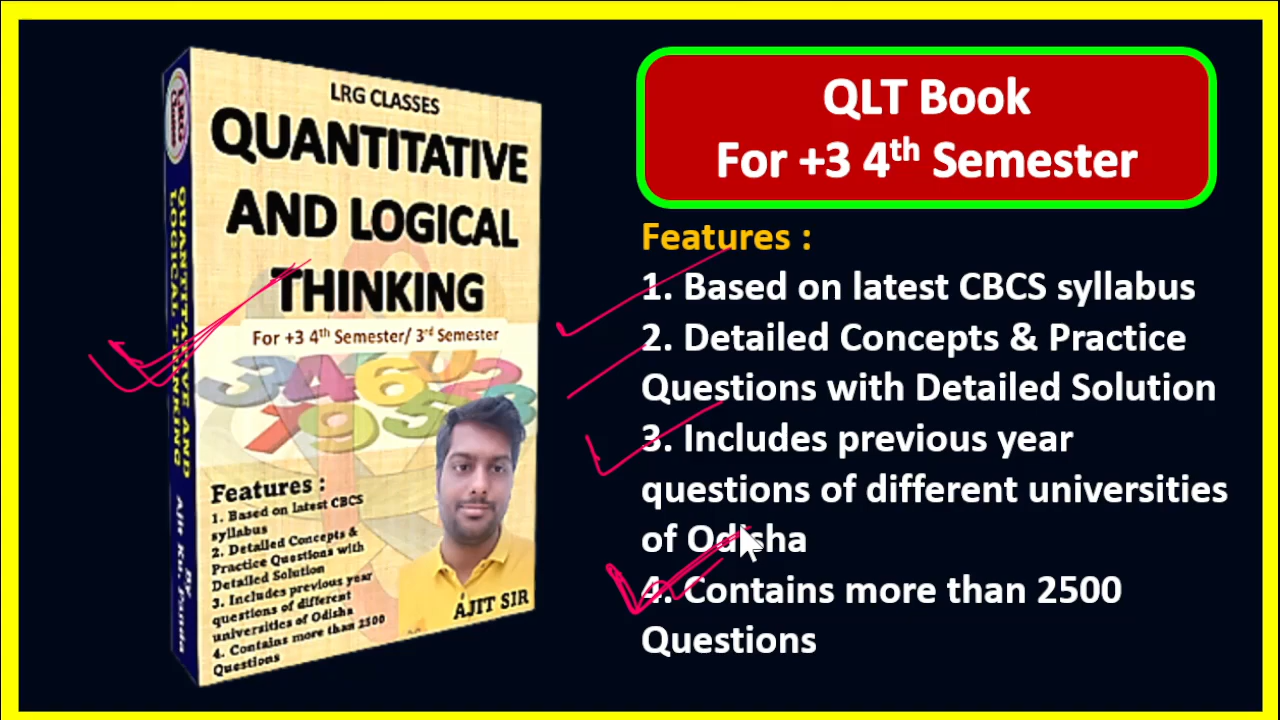 LRG CLASSES
QUANTITATIVE
AND LOGICAL
THINKING
For +3 4th Semester/ 3rd Semester
Features :
1. Based on latest CBCS
syllabus
2. Detailed Concepts &
Practice Questions with
Detailed Solution
3. Includes previous year
questions of different
universities of Odisha
4. Contains more than 2500
Questions
AJIT SIR
QUANTITATIVE AND
LOGICAL THINKING
By
Ajit Ku. Panda
QLT Book
For +3 4th Semester
Features :
1. Based on latest CBCS syllabus
2. Detailed Concepts & Practice
Questions with Detailed Solution
3. Includes previous year
questions of different universities
of Odisha
4. Contains more than 2500
Questions